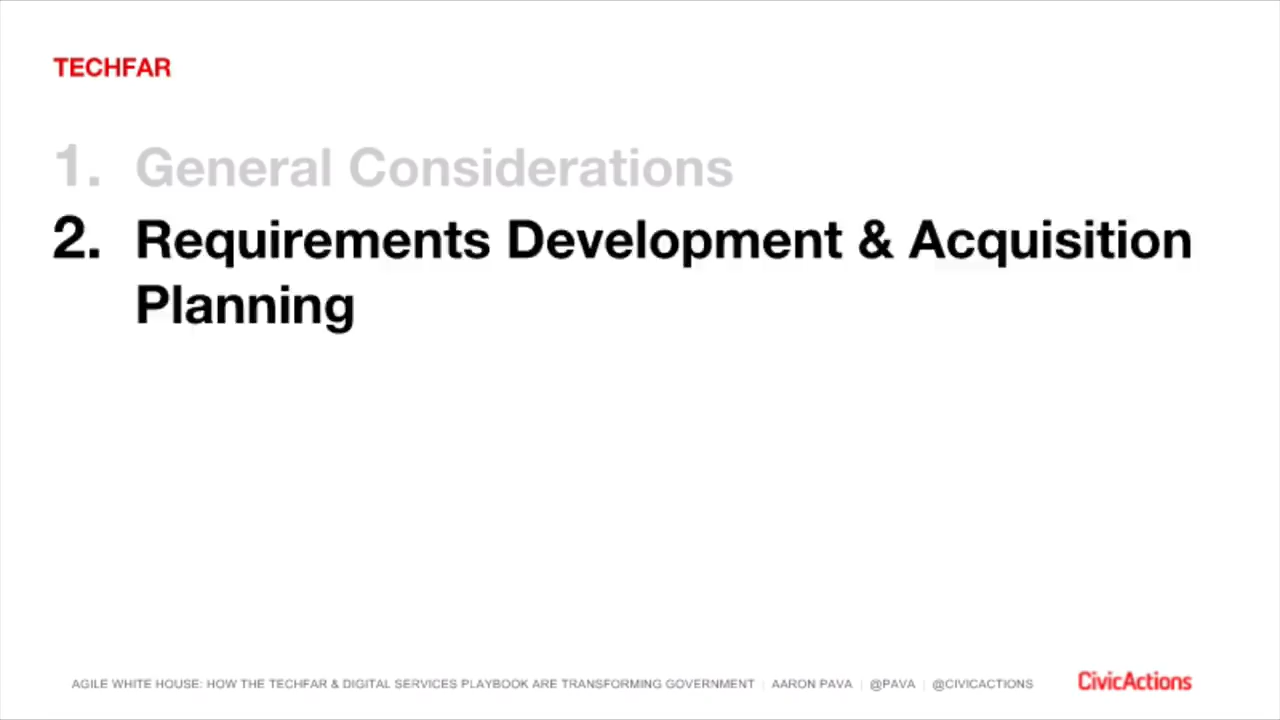 TECHFAR
1. General Considerations
2. Requirements Development & Acquisition
Planning
AGILE WHITE HOUSE: HOW THE TECHFAR & DIGITAL SERVICES PLAYBOOK ARE TRANSFORMING GOVERNMENT | AARON PAVA | @PAVA | @CIVICACTIONS
CivicActions